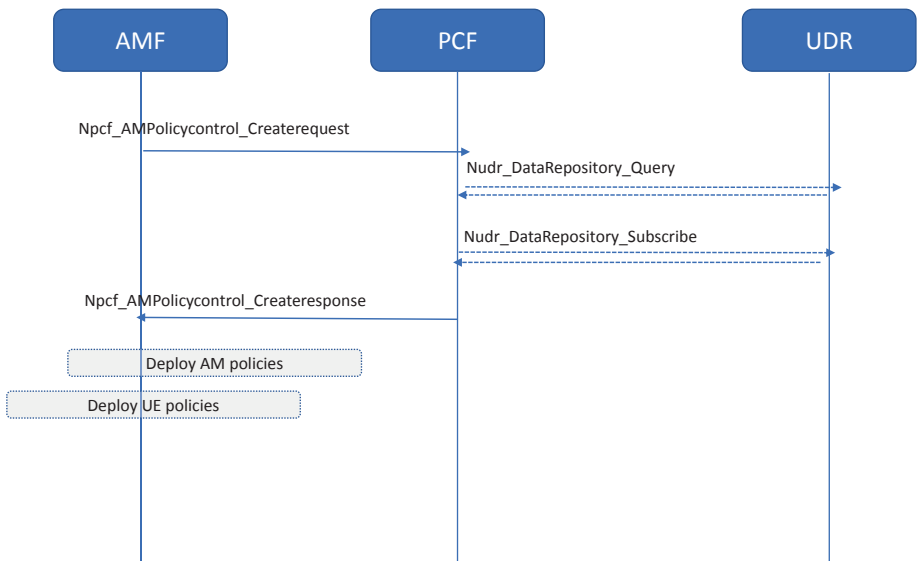 AMF
PCF
UDR
Npcf_AMPolicycontrol_Createrequest
Nudr_DataRepository_Query
Nudr_DataRepository_Subscribe
Npcf_AMPolicycontrol_Createresponse
Deploy AM policies
Deploy UE policies